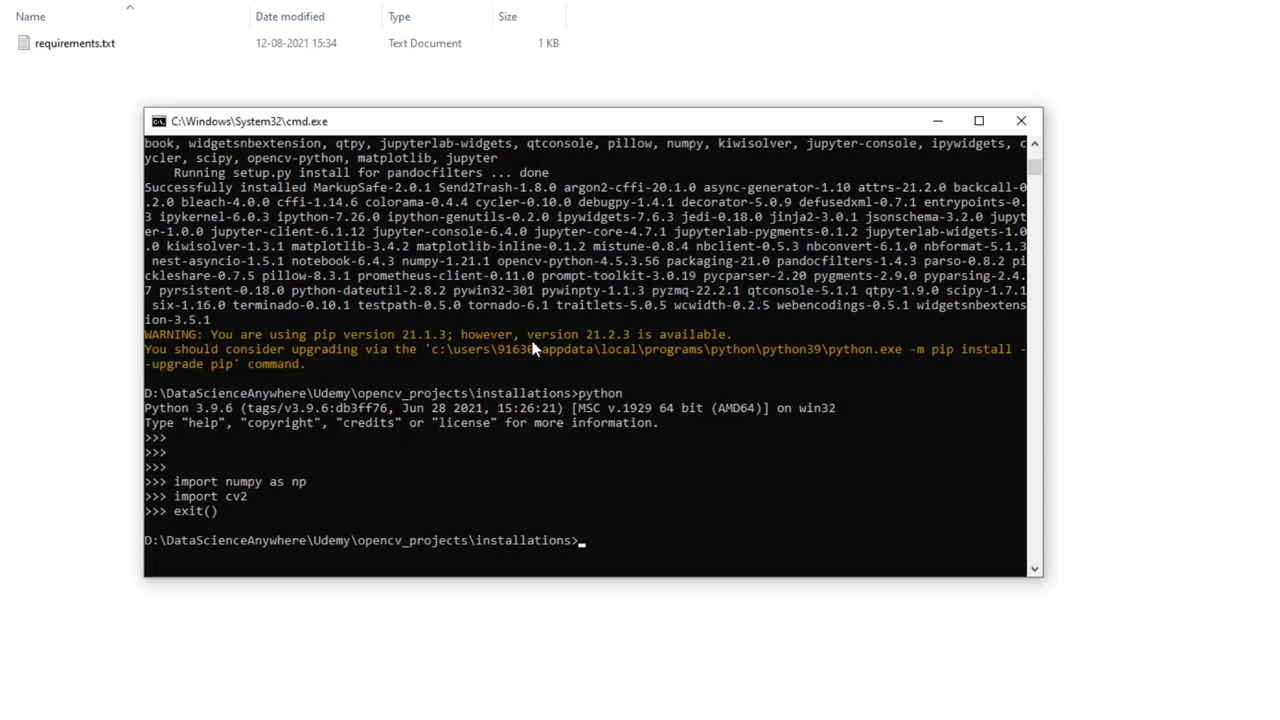 Name Date modified Type Size
requirements.txt 12-08-2021 15:34 Text Document 1 KB
C:\Windows\System32\cmd.exe
book, widgetsnbextension, qtpy, jupyterlab-widgets, qtconsole, pillow, numpy, kiwisolver, jupyter-console, ipywidgets, c
ycler, scipy, opencv-python, matplotlib, jupyter
Running setup.py install for pandocfilters ... done
Successfully installed MarkupSafe-2.0.1 Send2Trash-1.8.0 argon2-cffi-20.1.0 async-generator-1.10 attrs-21.2.0 backcall-0
.2.0 bleach-4.0.0 cffi-1.14.6 colorama-0.4.4 cycler-0.10.0 debugpy-1.4.1 decorator-5.0.9 defusedxml-0.7.1 entrypoints-0.
3 ipykernel-6.0.3 ipython-7.26.0 ipython-genutils-0.2.0 ipywidgets-7.6.3 jedi-0.18.0 jinja2-3.0.1 jsonschema-3.2.0 jupyt
er-1.0.0 jupyter-client-6.1.12 jupyter-console-6.4.0 jupyter-core-4.7.1 jupyterlab-pygments-0.1.2 jupyterlab-widgets-1.0
.0 kiwisolver-1.3.1 matplotlib-3.4.2 matplotlib-inline-0.1.2 mistune-0.8.4 nbclient-0.5.3 nbconvert-6.1.0 nbformat-5.1.3
nest-asyncio-1.5.1 notebook-6.4.3 numpy-1.21.1 opencv-python-4.5.3.56 packaging-21.0 pandocfilters-1.4.3 parso-0.8.2 pi
ckleshare-0.7.5 pillow-8.3.1 prometheus-client-0.11.0 prompt-toolkit-3.0.19 pycparser-2.20 pygments-2.9.0 pyparsing-2.4.
7 pyrsistent-0.18.0 python-dateutil-2.8.2 pywin32-301 pywinpty-1.1.3 pyzmq-22.2.1 qtconsole-5.1.1 qtpy-1.9.0 scipy-1.7.1
six-1.16.0 terminado-0.10.1 testpath-0.5.0 tornado-6.1 traitlets-5.0.5 wcwidth-0.2.5 webencodings-0.5.1 widgetsnbextens
ion-3.5.1
WARNING: You are using pip version 21.1.3; however, version 21.2.3 is available.
You should consider upgrading via the 'c:\users\91630\appdata\local\programs\python\python39\python.exe -m pip install -
-upgrade pip' command.
D:\DataScienceAnywhere\Udemy\opencv_projects\installations>python
Python 3.9.6 (tags/v3.9.6:db3ff76, Jun 28 2021, 15:26:21) [MSC v.1929 64 bit (AMD64)] on win32
Type "help", "copyright", "credits" or "license" for more information.
>>>
>>>
>>>
>>> import numpy as np
>>> import cv2
>>> exit()
D:\DataScienceAnywhere\Udemy\opencv_projects\installations>